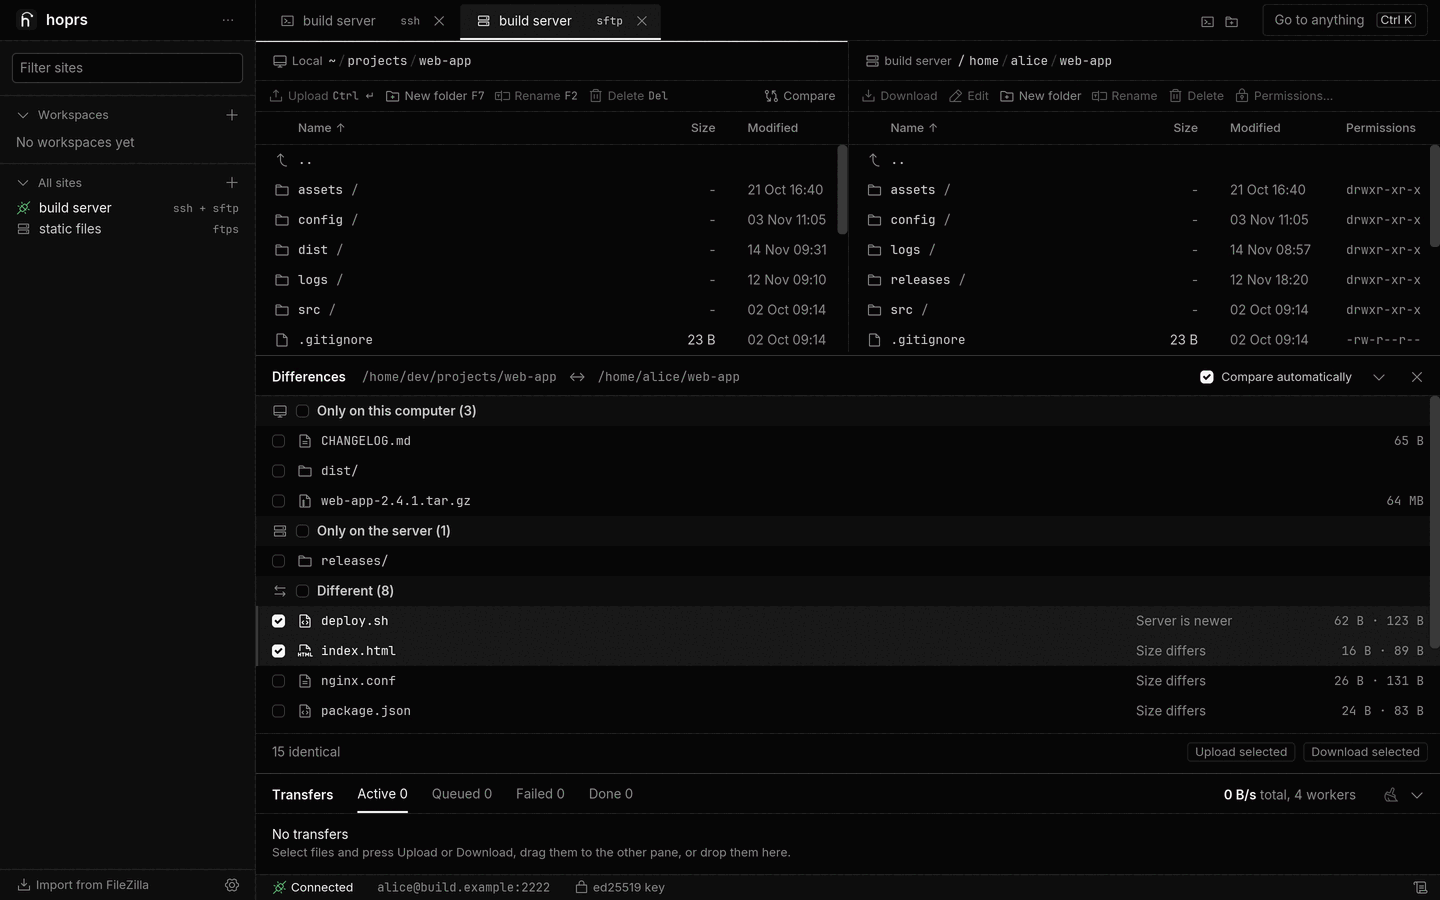 hoprs ···
Filter sites
Workspaces +
No workspaces yet
All sites +
build server ssh + sftp
static files ftps
Import from FileZilla
build server ssh
build server sftp
Go to anything Ctrl K
Local ~ / projects / web-app
Upload Ctrl ↵ New folder F7 Rename F2 Delete Del Compare
Name ↑ Size Modified
..
assets / - 21 Oct 16:40
config / - 03 Nov 11:05
dist / - 14 Nov 09:31
logs / - 12 Nov 09:10
src / - 02 Oct 09:14
.gitignore 23 B 02 Oct 09:14
build server / home / alice / web-app
Download Edit New folder Rename Delete Permissions...
Name ↑ Size Modified Permissions
..
assets / - 21 Oct 16:40 drwxr-xr-x
config / - 03 Nov 11:05 drwxr-xr-x
logs / - 14 Nov 08:57 drwxr-xr-x
releases / - 12 Nov 18:20 drwxr-xr-x
src / - 02 Oct 09:14 drwxr-xr-x
.gitignore 23 B 02 Oct 09:14 -rw-r--r--
Differences /home/dev/projects/web-app ↔ /home/alice/web-app Compare automatically
Only on this computer (3)
CHANGELOG.md 65 B
dist/
web-app-2.4.1.tar.gz 64 MB
Only on the server (1)
releases/
Different (8)
deploy.sh Server is newer 62 B · 123 B
index.html Size differs 16 B · 89 B
nginx.conf Size differs 26 B · 131 B
package.json Size differs 24 B · 83 B
15 identical Upload selected Download selected
Transfers Active 0 Queued 0 Failed 0 Done 0 0 B/s total, 4 workers
No transfers
Select files and press Upload or Download, drag them to the other pane, or drop them here.
Connected alice@build.example:2222 ed25519 key